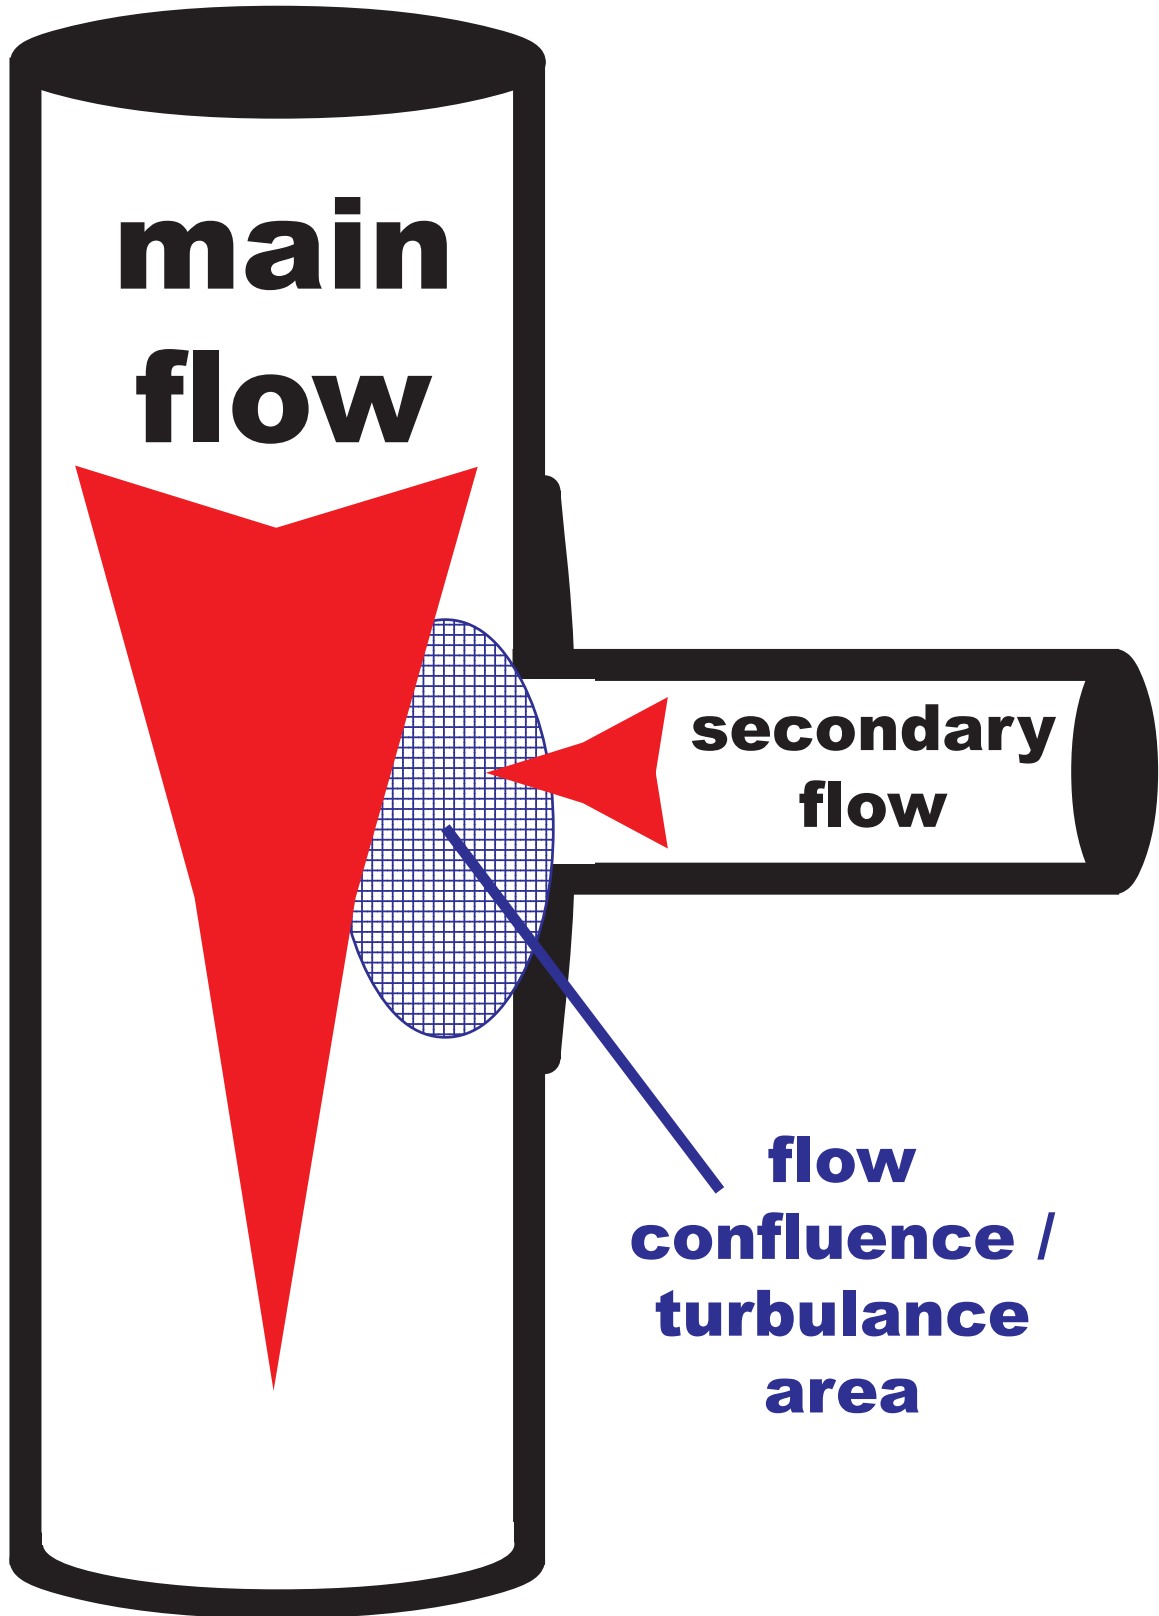 main
flow
secondary
flow
flow
confluence /
turbulance
area